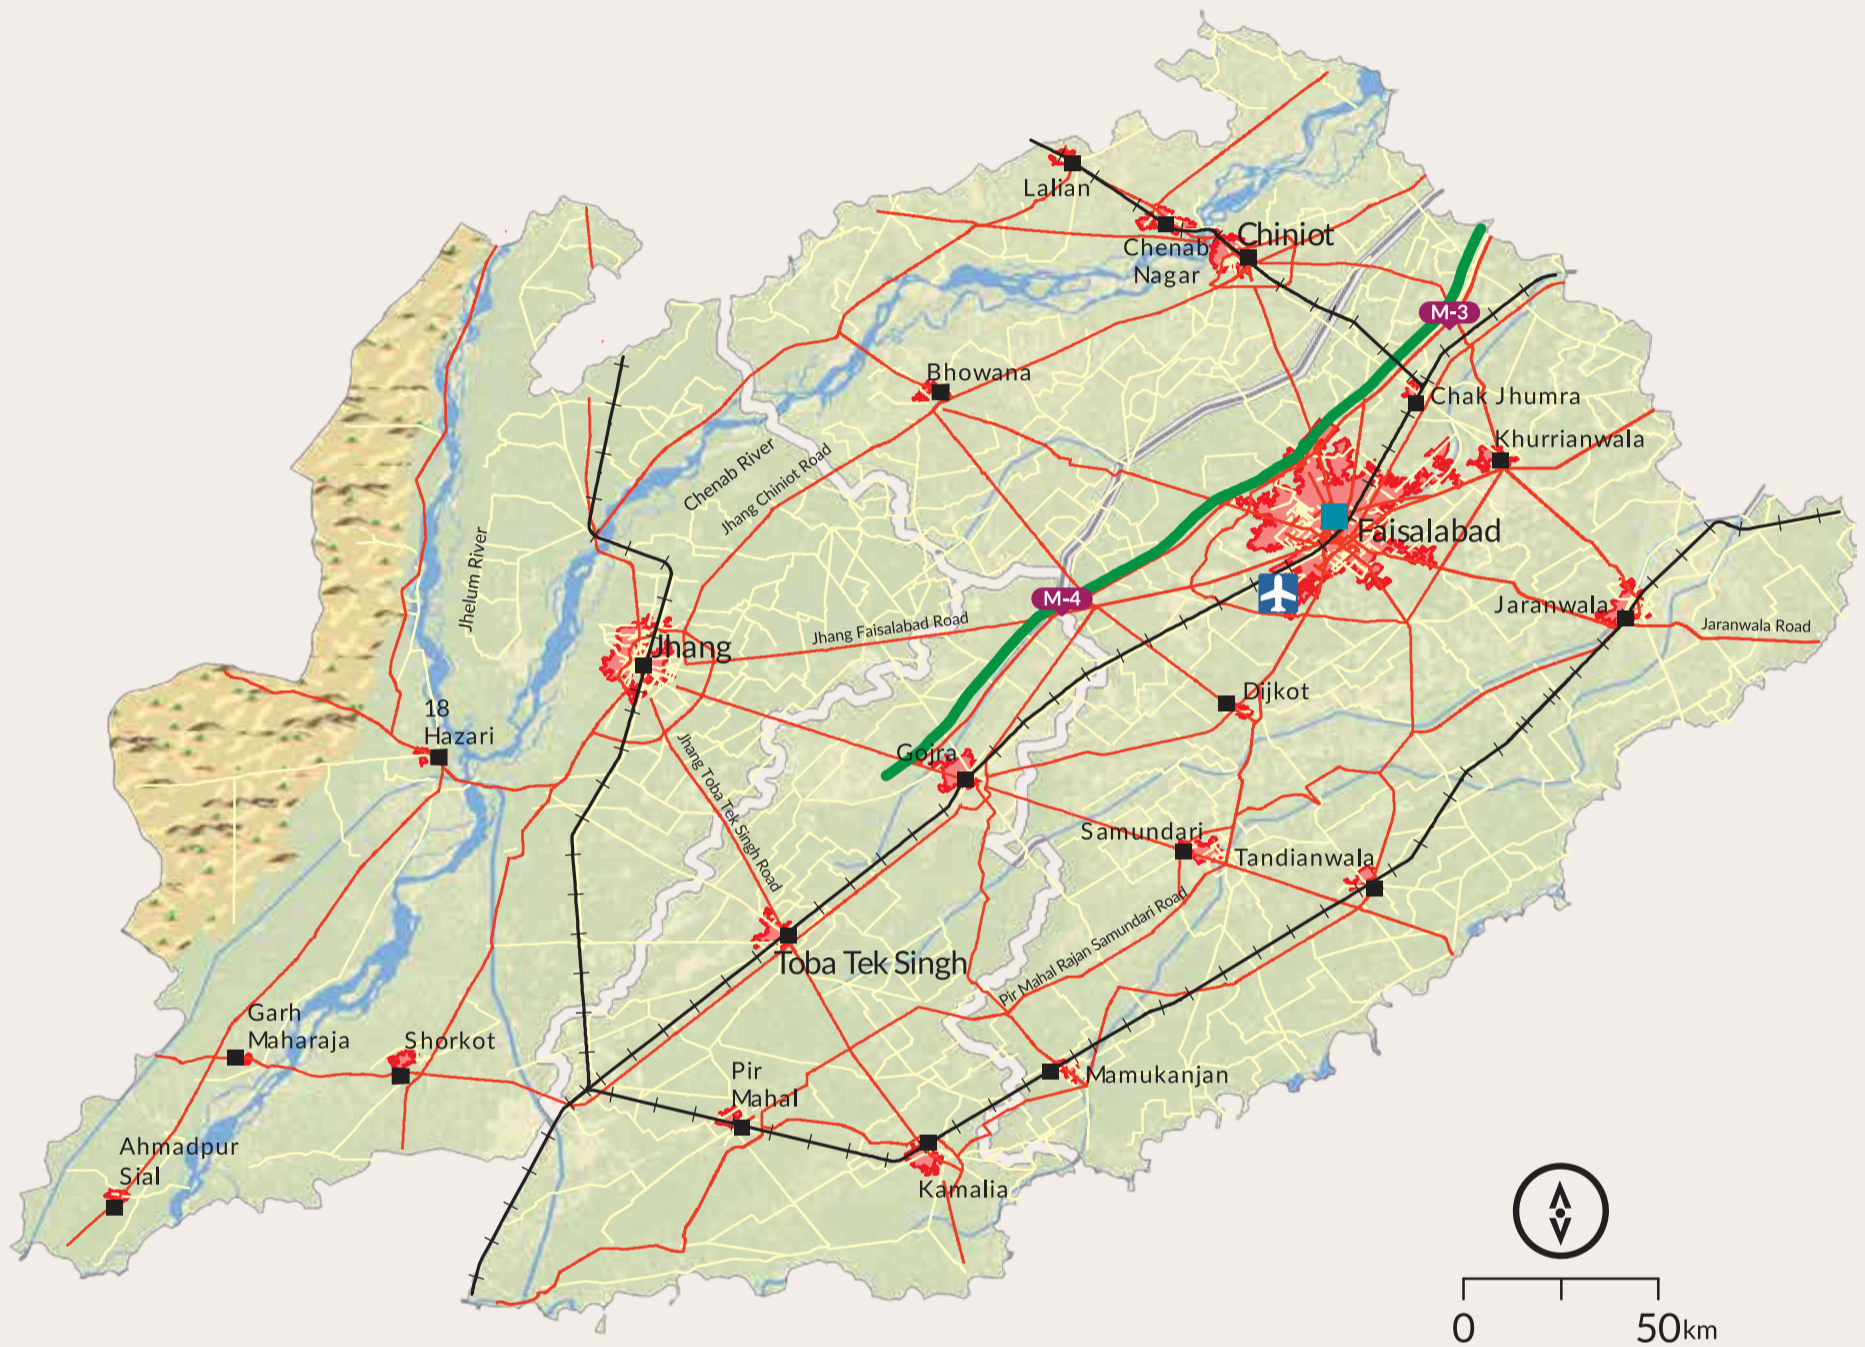 Lalian
Chiniot
Chenab
Nagar
M-3
Bhowana
Chak Jhumra
Khurrianwala
Chenab River
Jhang Chiniot Road
Faisalabad
Jhelum River
M-4
Jaranwala
Jhang Faisalabad Road
Jaranwala Road
Jhang
Dijkot
18
Hazari
Gojra
Jhang Toba Tek Singh Road
Samundari
Tandianwala
Toba Tek Singh
Pir Mahal Rajan Samundari Road
Garh
Maharaja
Shorkot
Pir
Mahal
Mamukanjan
Ahmadpur
Sial
Kamalia
0 50km